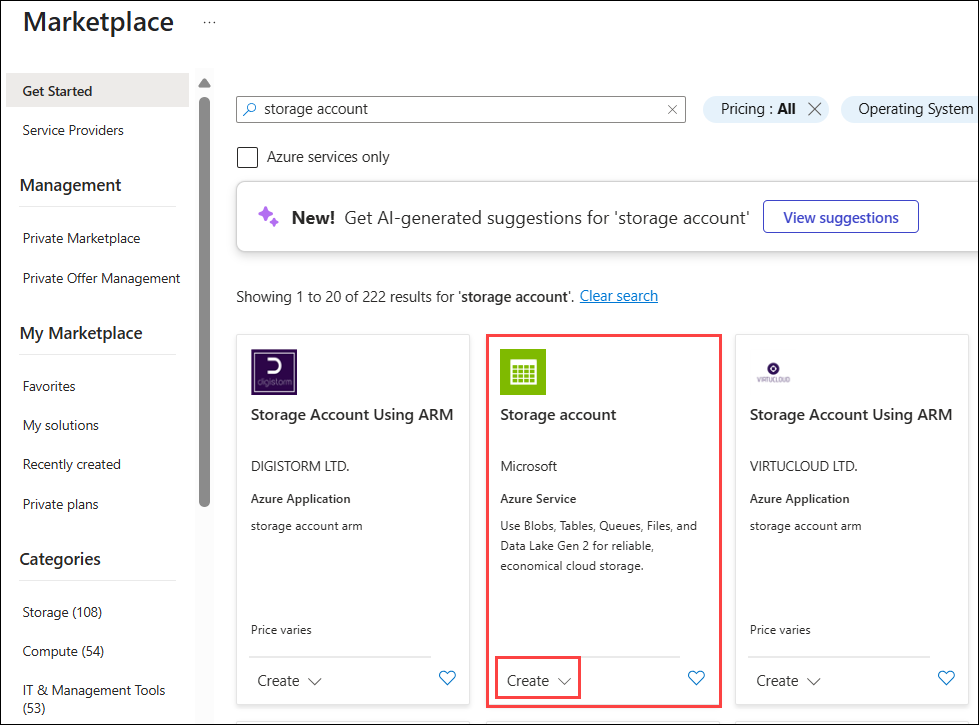 Marketplace ...
Get Started
Service Providers
Management
Private Marketplace
Private Offer Management
My Marketplace
Favorites
My solutions
Recently created
Private plans
Categories
Storage (108)
Compute (54)
IT & Management Tools
(53)
storage account
Pricing : All
Operating System
Azure services only
New! Get AI-generated suggestions for 'storage account'
View suggestions
Showing 1 to 20 of 222 results for 'storage account'. Clear search
digistorm
Storage Account Using ARM
DIGISTORM LTD.
Azure Application
storage account arm
Price varies
Create
Storage account
Microsoft
Azure Service
Use Blobs, Tables, Queues, Files, and
Data Lake Gen 2 for reliable,
economical cloud storage.
Create
VIRTUCLOUD
Storage Account Using ARM
VIRTUCLOUD LTD.
Azure Application
storage account arm
Price varies
Create